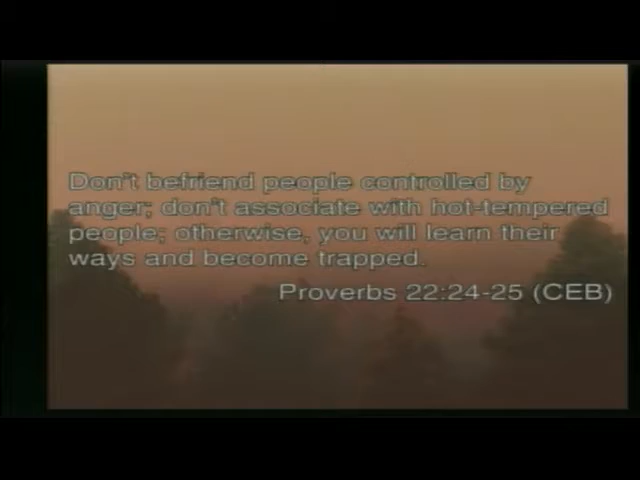 Don't befriend people controlled by
anger; don't associate with hot-tempered
people; otherwise, you will learn their
ways and become trapped.
Proverbs 22:24-25 (CEB)